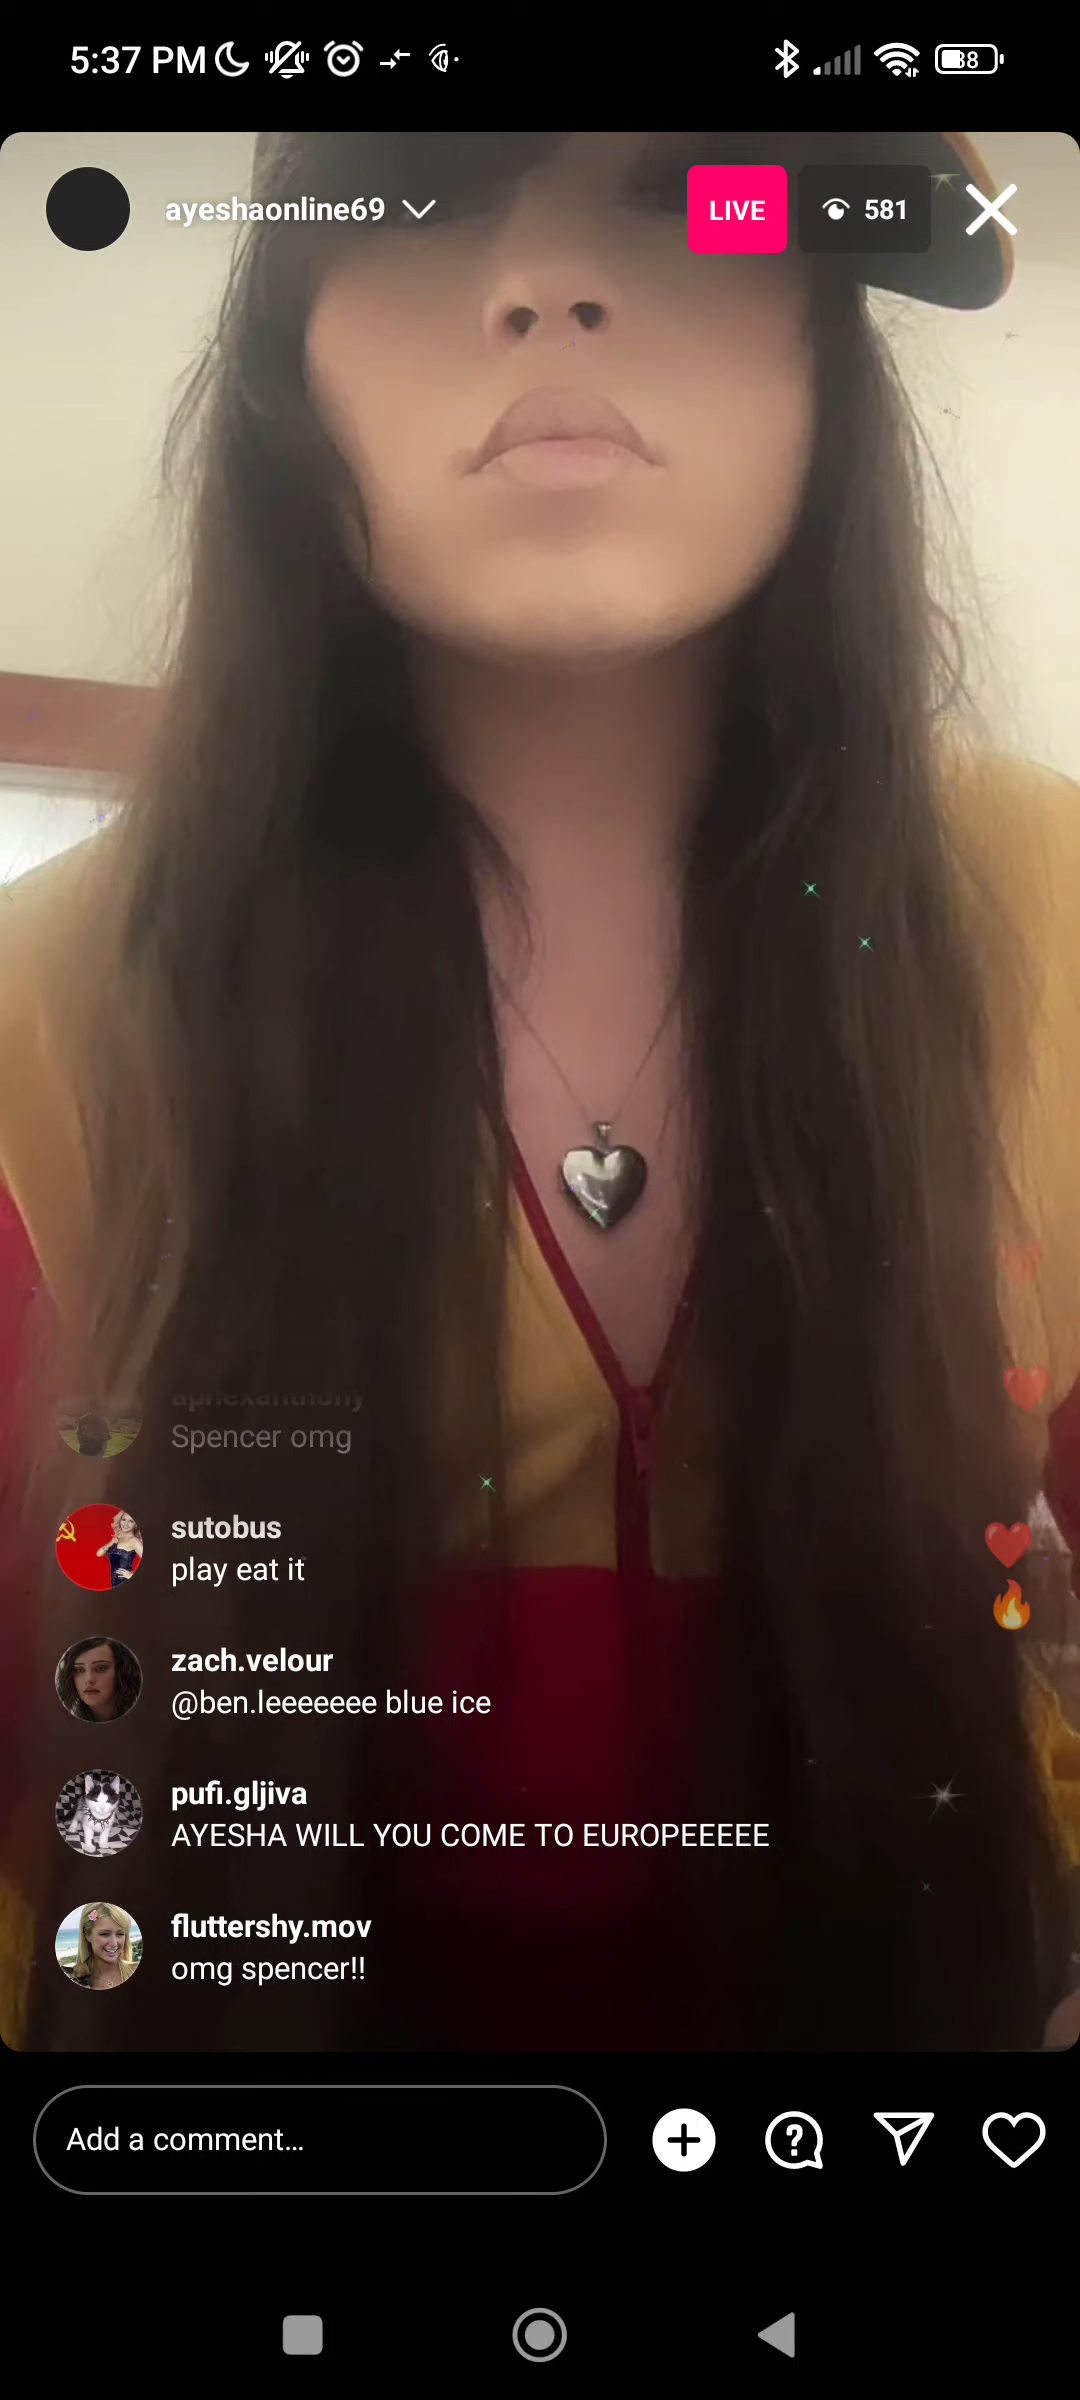 5:37 PM
38
ayeshaonline69
LIVE
581
aphexanthony
Spencer omg
sutobus
play eat it
zach.velour
@ben.leeeeeee blue ice
pufi.gljiva
AYESHA WILL YOU COME TO EUROPEEEEE
fluttershy.mov
omg spencer!!
Add a comment...